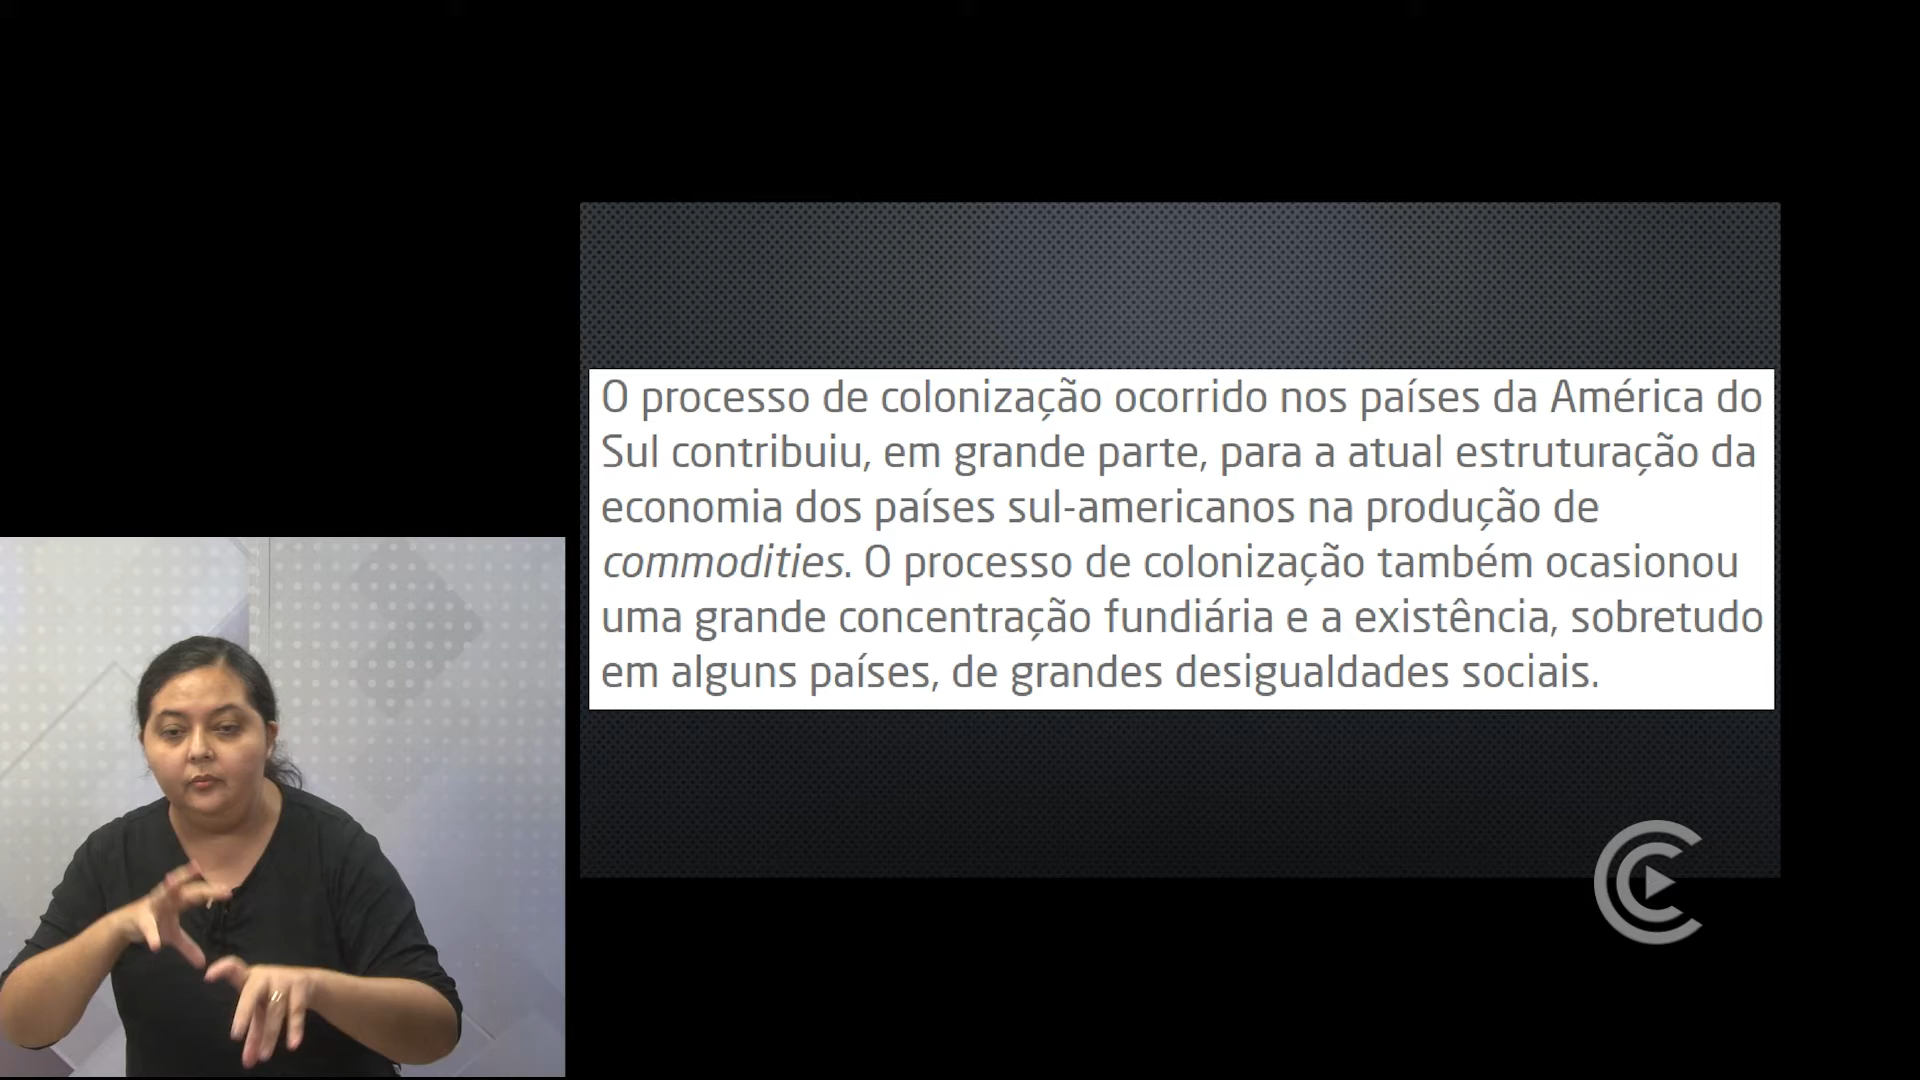 O processo de colonização ocorrido nos países da América do
Sul contribuiu, em grande parte, para a atual estruturação da
economia dos países sul-americanos na produção de
commodities. O processo de colonização também ocasionou
uma grande concentração fundiária e a existência, sobretudo
em alguns países, de grandes desigualdades sociais.